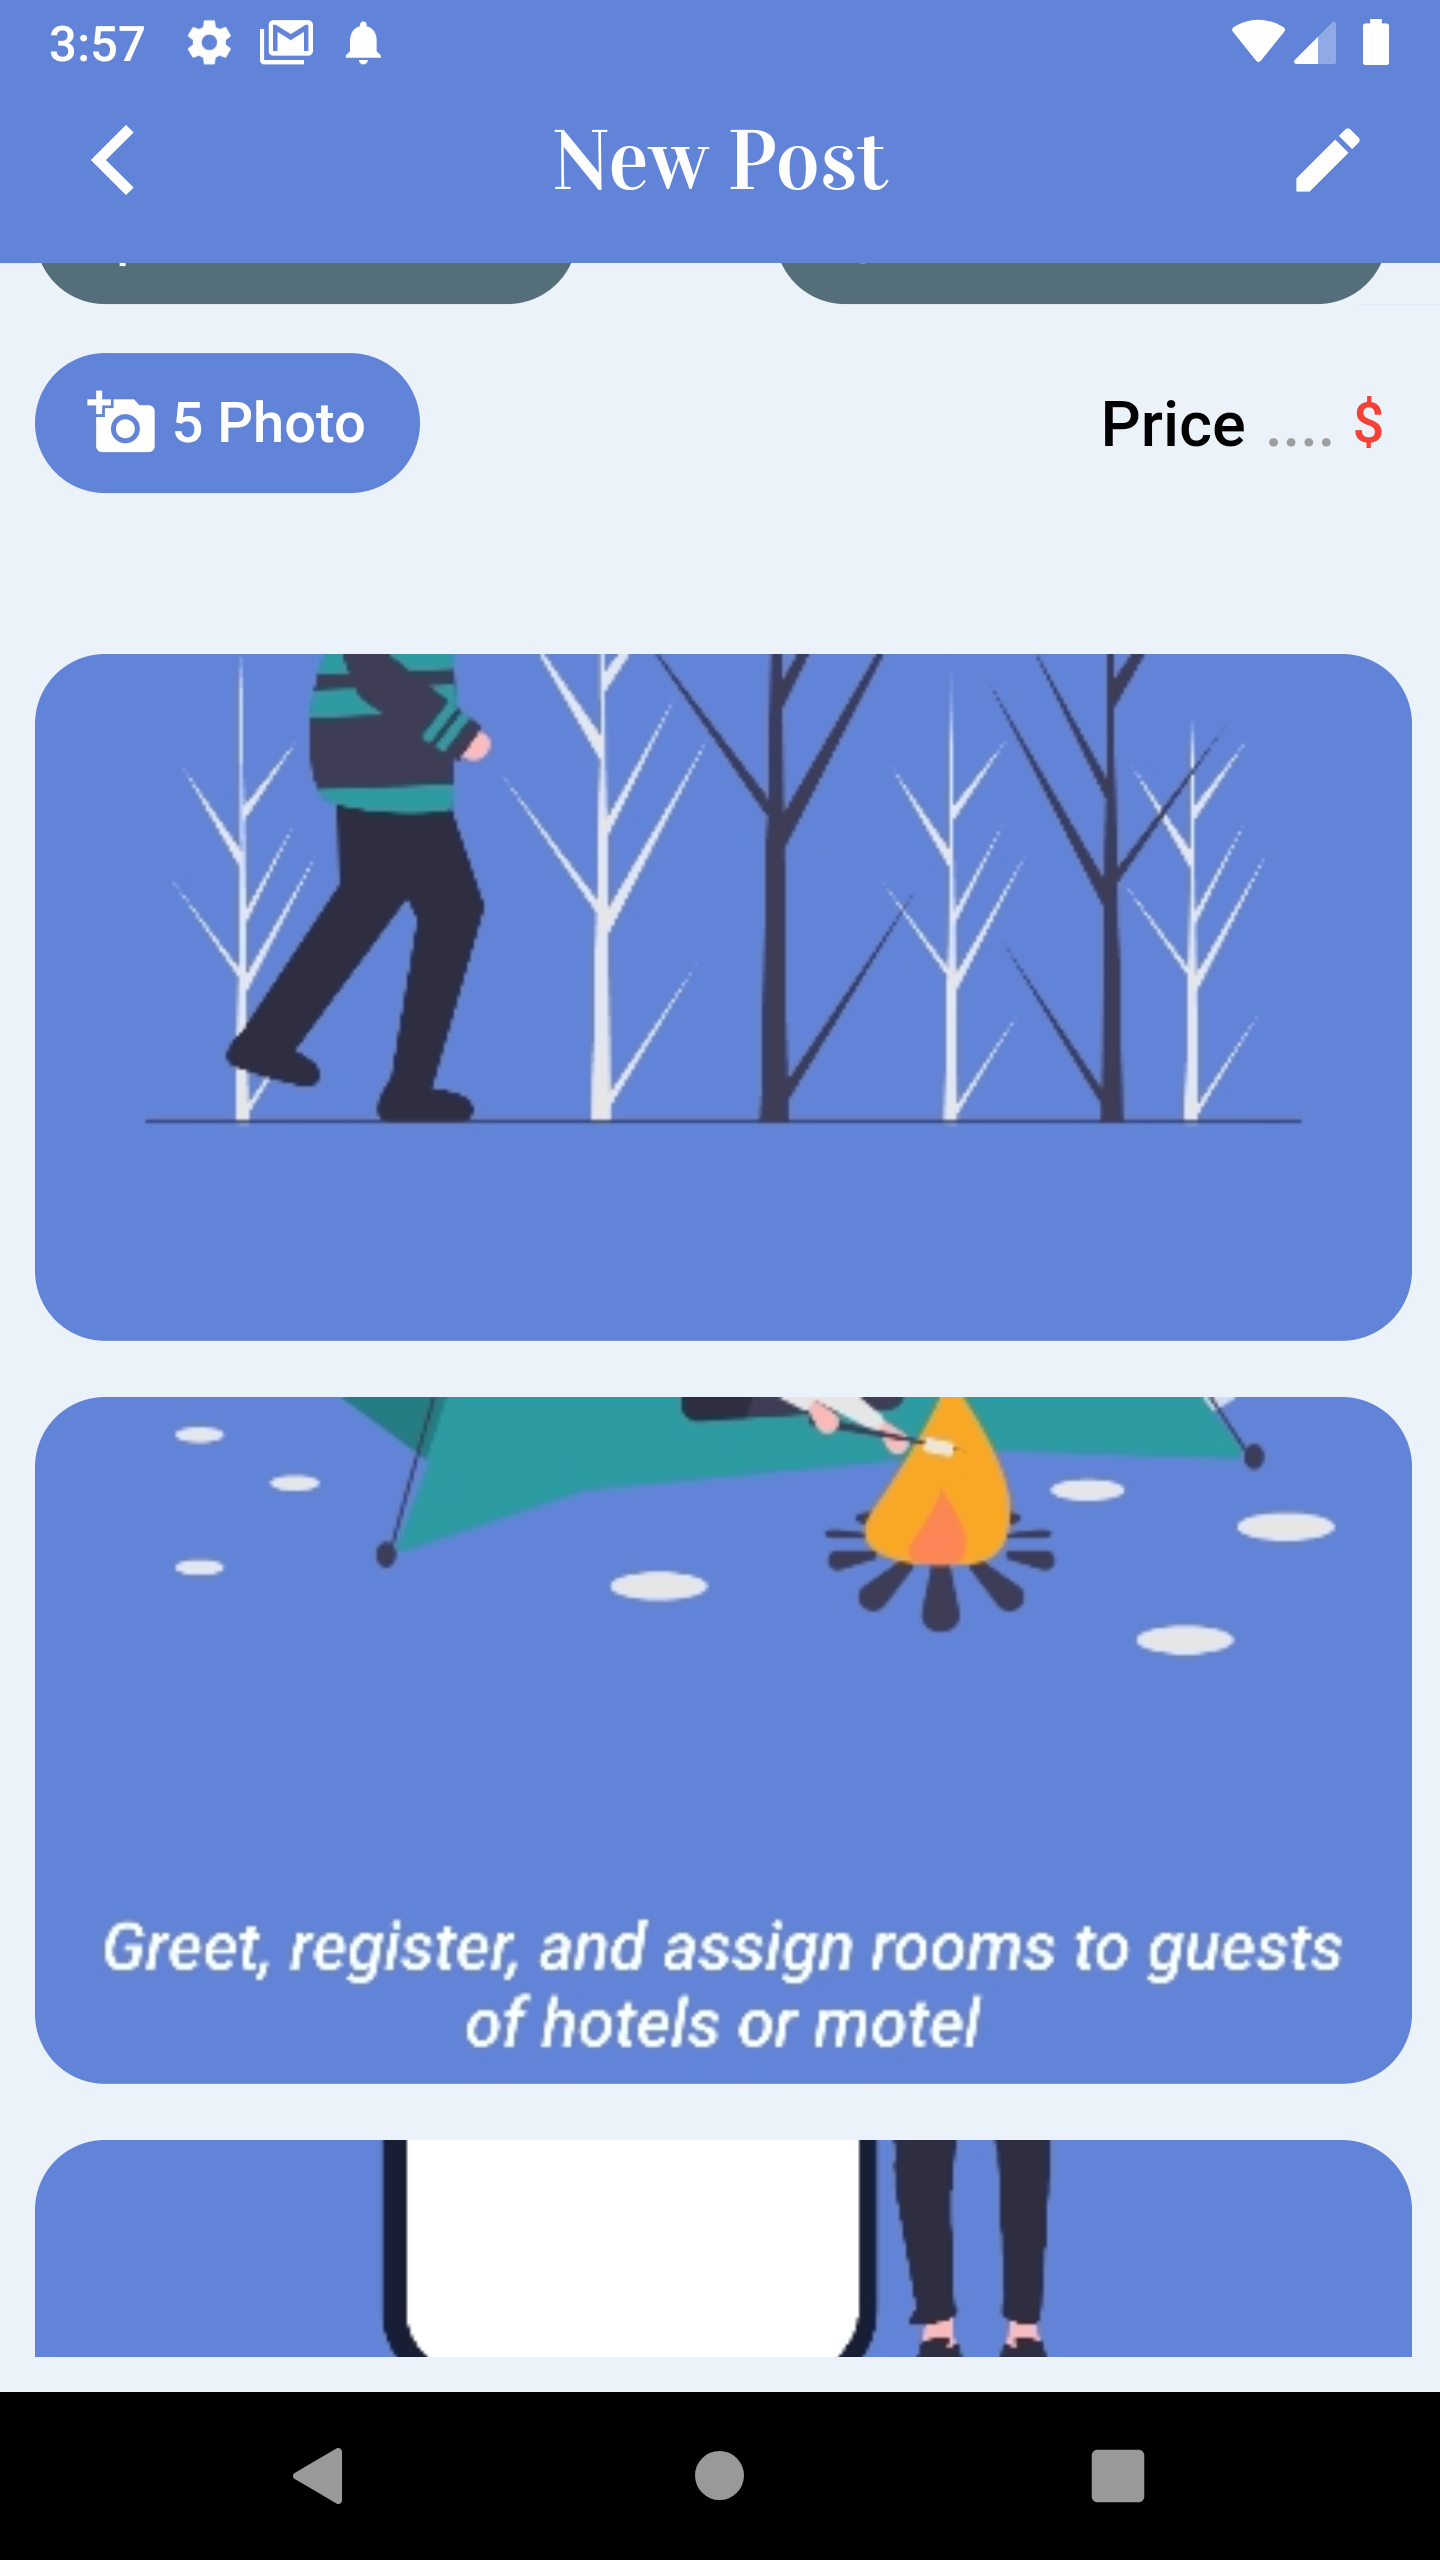 3:57
New Post
5 Photo
Price .... $
Greet, register, and assign rooms to guests
of hotels or motel